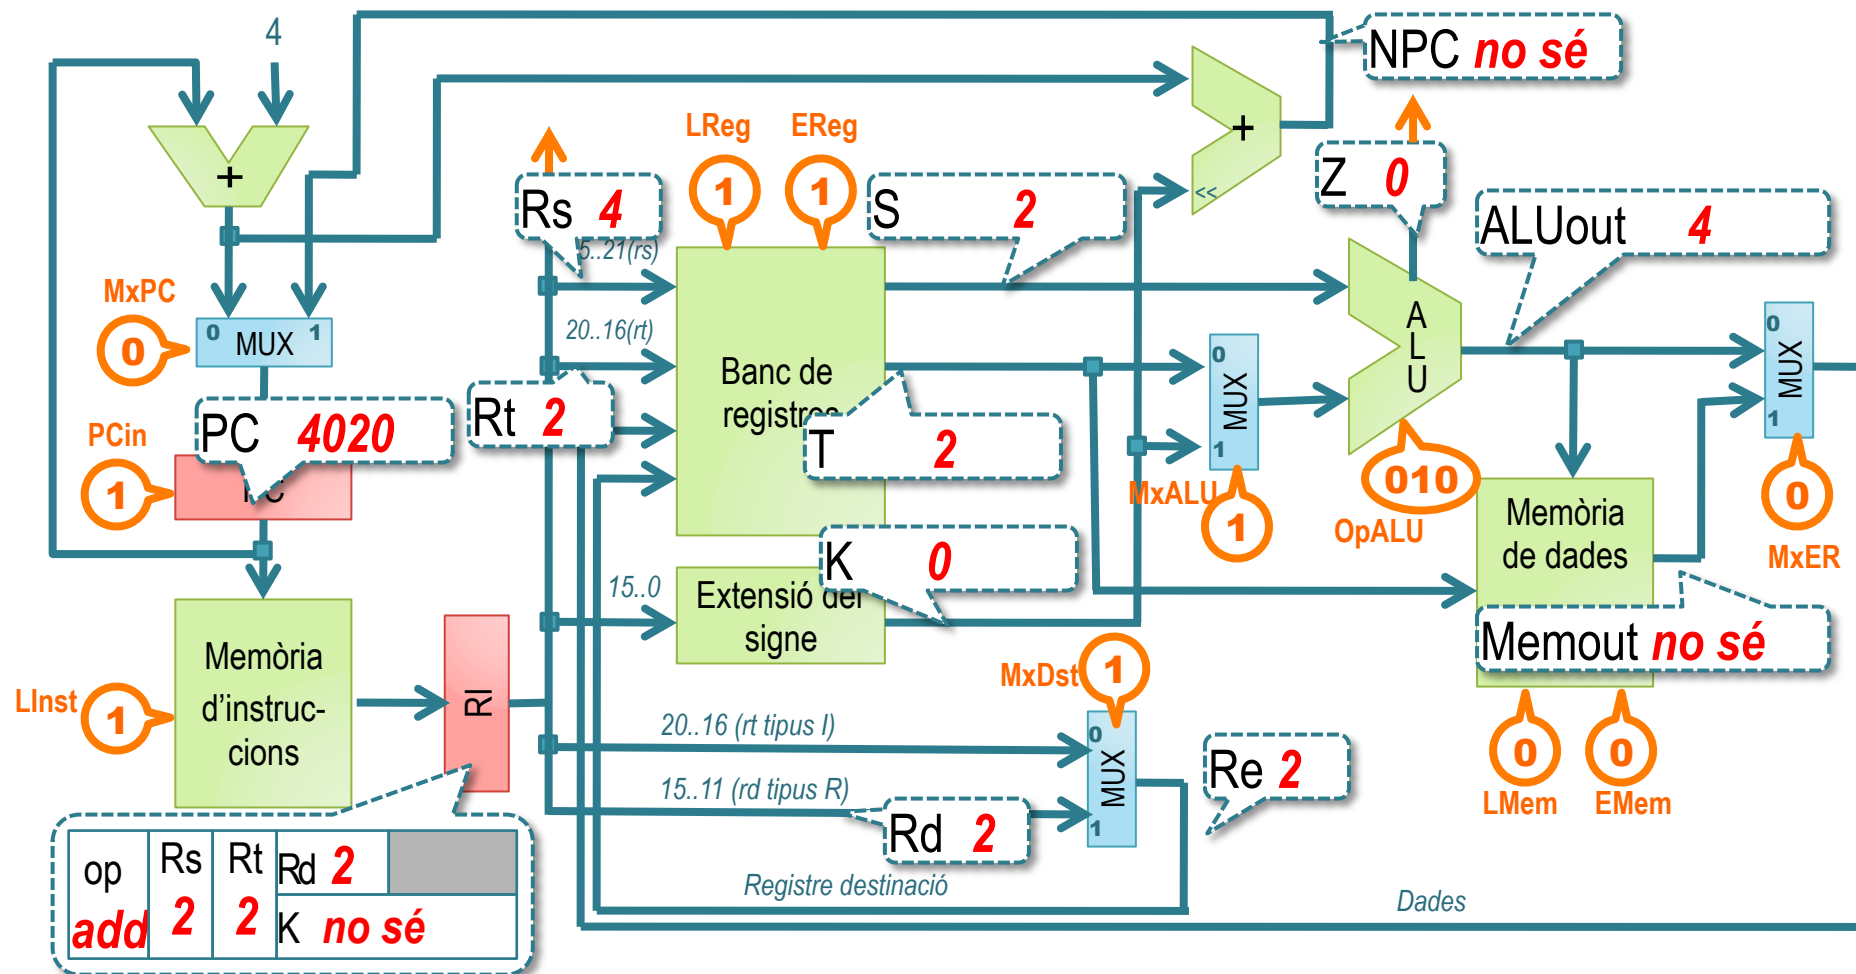 4
NPC no sé
LReg
EReg
1
1
Z 0
+
+
<<
Rs 4
S 2
ALUout 4
5..21(rs)
MxPC
0
0
1
MUX
20..16(rt)
Banc de
registres
ALU
0
MUX
1
0
MUX
1
PC 4020
PCin
1
Rt 2
T 2
MxALU
1
010
OpALU
0
MxER
Memòria
de dades
K 0
15..0
Extensió del
signe
Memout no sé
Memòria
d'instruc-
cions
LInst
1
RI
MxDst
1
20..16 (rt tipus I)
0
MUX
1
Re 2
0
0
LMem
EMem
15..11 (rd tipus R)
Rd 2
op
add
Rs
2
Rt
2
Rd 2
K no sé
Registre destinació
Dades